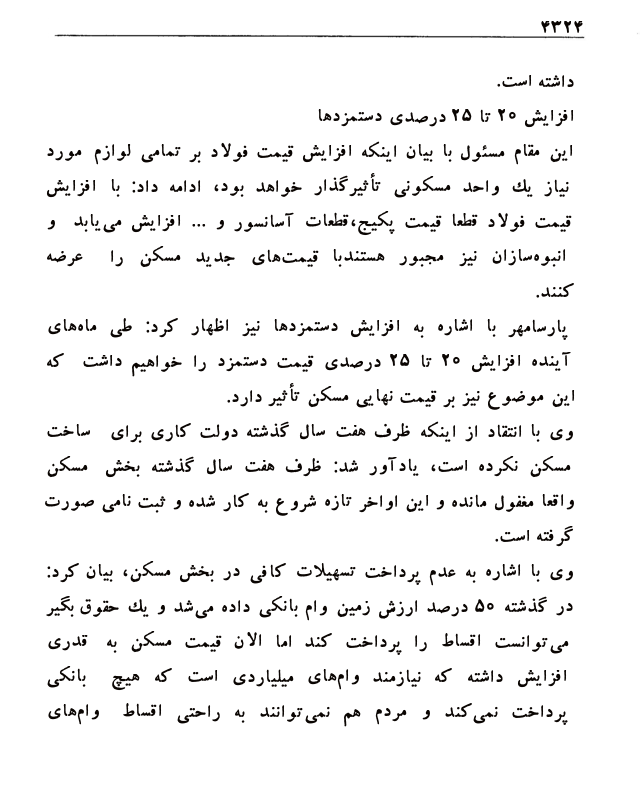 ۴۳۲۴
داشته است.
افزایش ۲۰ تا ۲۵ درصدی دستمزدها
این مقام مسئول با بیان اینکه افزایش قیمت فولاد بر تمامی لوازم مورد
نیاز یك واحد مسکونی تأثیرگذار خواهد بود، ادامه داد: با افزایش
قیمت فولاد قطعا قیمت پکیج،قطعات آسانسور و ... افزایش می‌یابد و
انبوه‌سازان نیز مجبور هستندبا قیمت‌های جدید مسکن را عرضه
کنند.
پارسامهر با اشاره به افزایش دستمزدها نیز اظهار کرد: طی ماه‌های
آینده افزایش ۲۰ تا ۲۵ درصدی قیمت دستمزد را خواهیم داشت که
این موضوع نیز بر قیمت نهایی مسکن تأثیر دارد.
وی با انتقاد از اینکه ظرف هفت سال گذشته دولت کاری برای ساخت
مسکن نکرده است، یادآور شد: ظرف هفت سال گذشته بخش مسکن
واقعا مغفول مانده و این اواخر تازه شروع به کار شده و ثبت نامی صورت
گرفته است.
وی با اشاره به عدم پرداخت تسهیلات کافی در بخش مسکن، بیان کرد:
در گذشته ۵۰ درصد ارزش زمین وام بانکی داده می‌شد و یك حقوق بگیر
می‌توانست اقساط را پرداخت کند اما الان قیمت مسکن به قدری
افزایش داشته که نیازمند وام‌های میلیاردی است که هیچ بانکی
پرداخت نمی‌کند و مردم هم نمی‌توانند به راحتی اقساط وام‌های